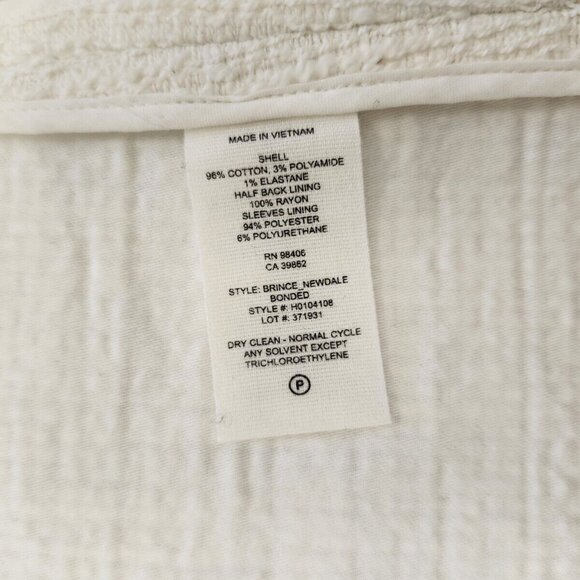 MADE IN VIETNAM
SHELL
96% COTTON, 3% POLYAMIDE
1% ELASTANE
HALF BACK LINING
100% RAYON
SLEEVES LINING
94% POLYESTER
6% POLYURETHANE
RN 98406
CA 39852
STYLE: BRINCE_NEWDALE
BONDED
STYLE #: H0104108
LOT #: 371931
DRY CLEAN - NORMAL CYCLE
ANY SOLVENT EXCEPT
TRICHLOROETHYLENE
P